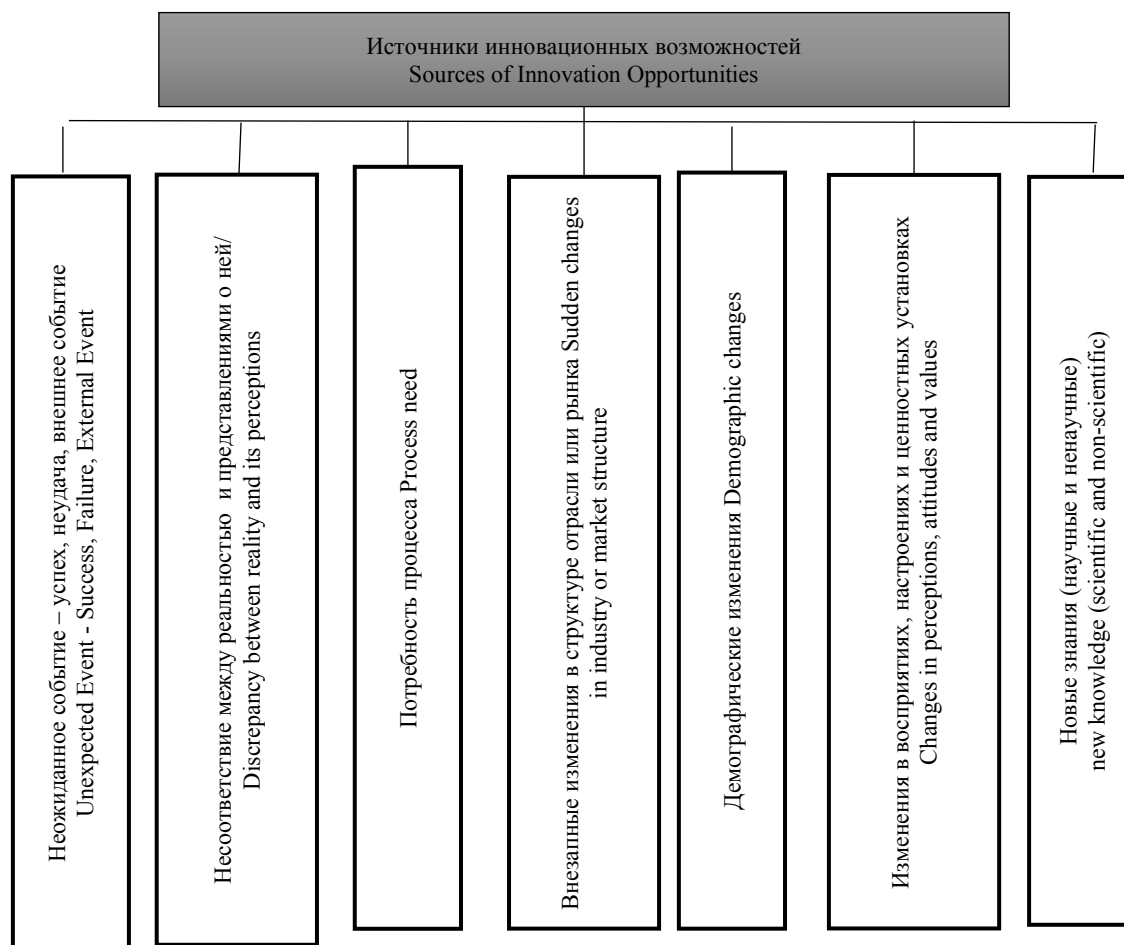 Источники инновационных возможностей
Sources of Innovation Opportunities
Неожиданное событие – успех, неудача, внешнее событие
Unexpected Event - Success, Failure, External Event
Несоответствие между реальностью и представлениями о ней/
Discrepancy between reality and its perceptions
Потребность процесса Process need
Внезапные изменения в структуре отрасли или рынка Sudden changes
in industry or market structure
Демографические изменения Demographic changes
Изменения в восприятиях, настроениях и ценностных установках
Changes in perceptions, attitudes and values
Новые знания (научные и ненаучные)
new knowledge (scientific and non-scientific)